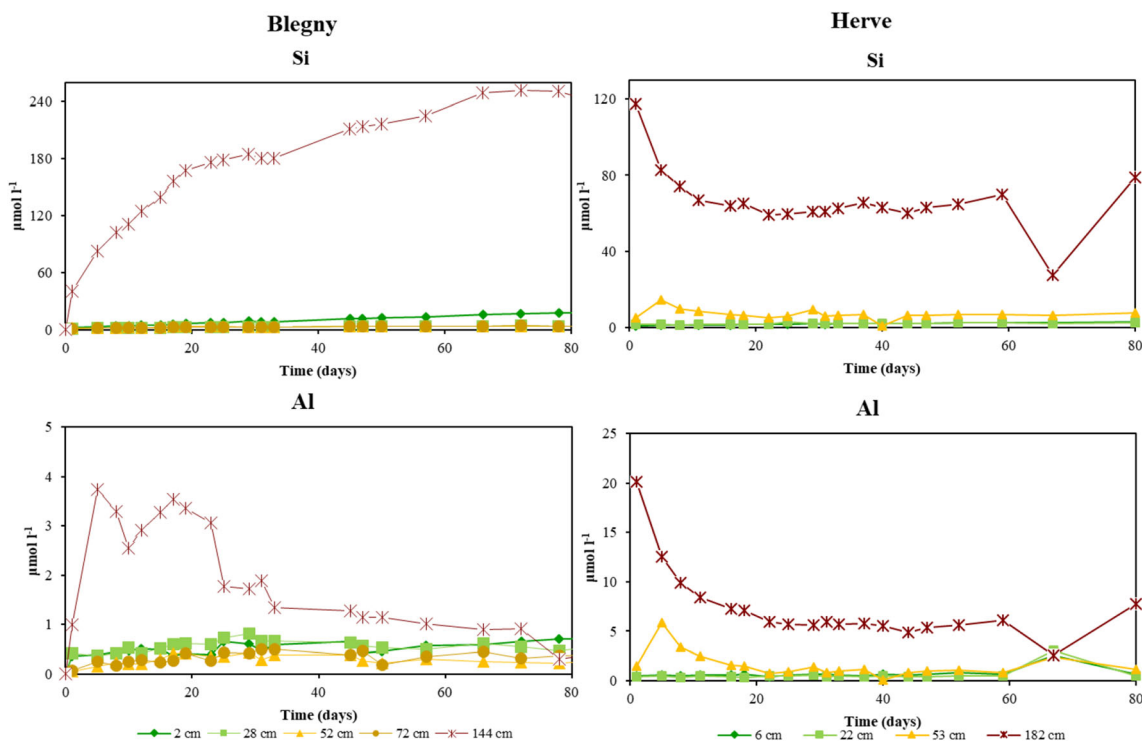 Blegny
Herve
Si
Si
240
180
120
60
0
μmol l⁻¹
0 20 40 60 80
Time (days)
120
80
40
0
μmol l⁻¹
0 20 40 60 80
Time (days)
Al
Al
5
4
3
2
1
0
μmol l⁻¹
0 20 40 60 80
Time (days)
25
20
15
10
5
0
μmol l⁻¹
0 20 40 60 80
Time (days)
2 cm 28 cm 52 cm 72 cm 144 cm
6 cm 22 cm 53 cm 182 cm